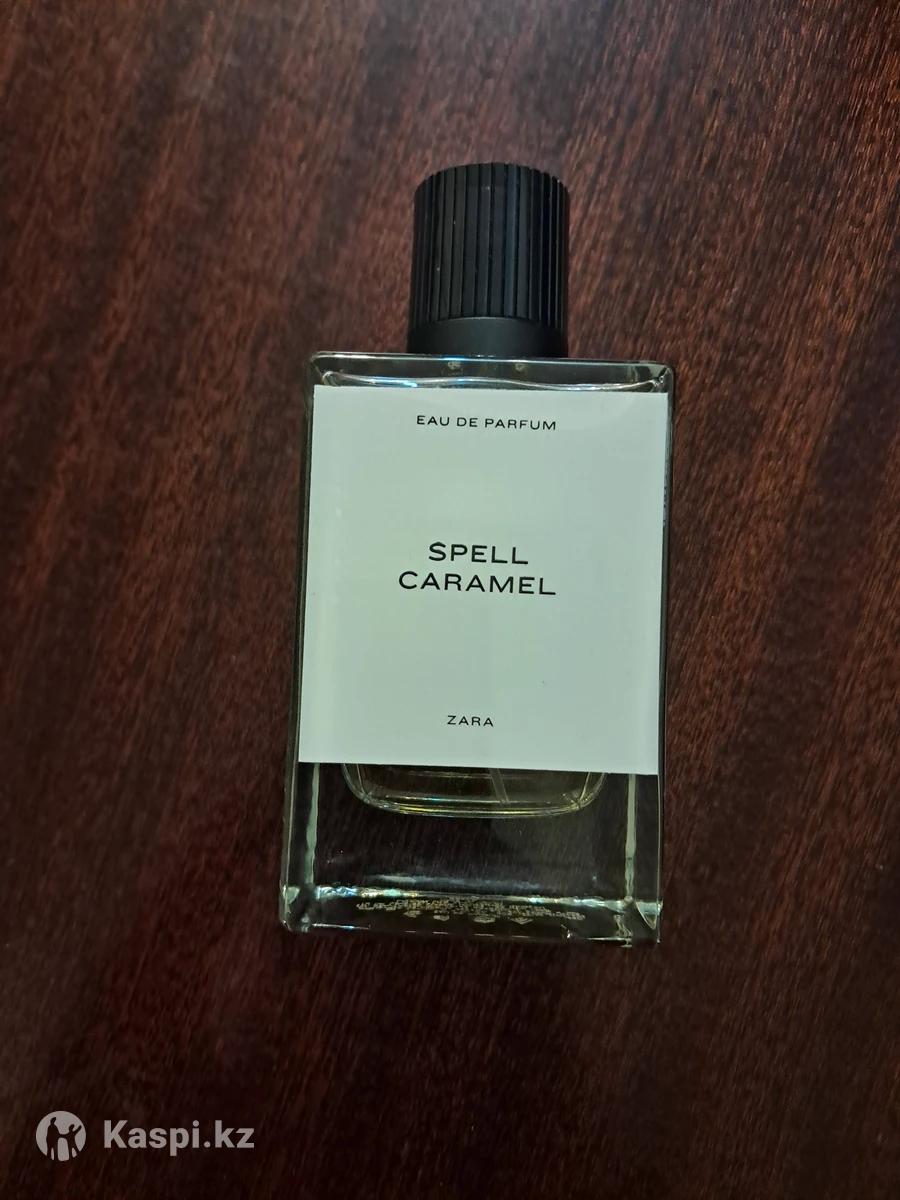 EAU DE PARFUM
SPELL
CARAMEL
ZARA
Kaspi.kz